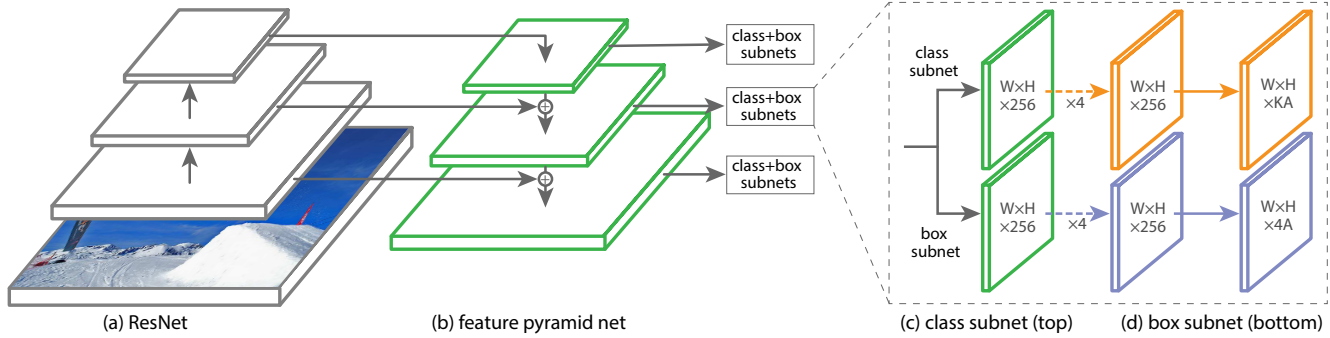 class+box
subnets
class+box
subnets
class+box
subnets
class
subnet
W×H
×256
×4
W×H
×256
W×H
×KA
box
subnet
W×H
×256
×4
W×H
×256
W×H
×4A
(a) ResNet
(b) feature pyramid net
(c) class subnet (top)
(d) box subnet (bottom)